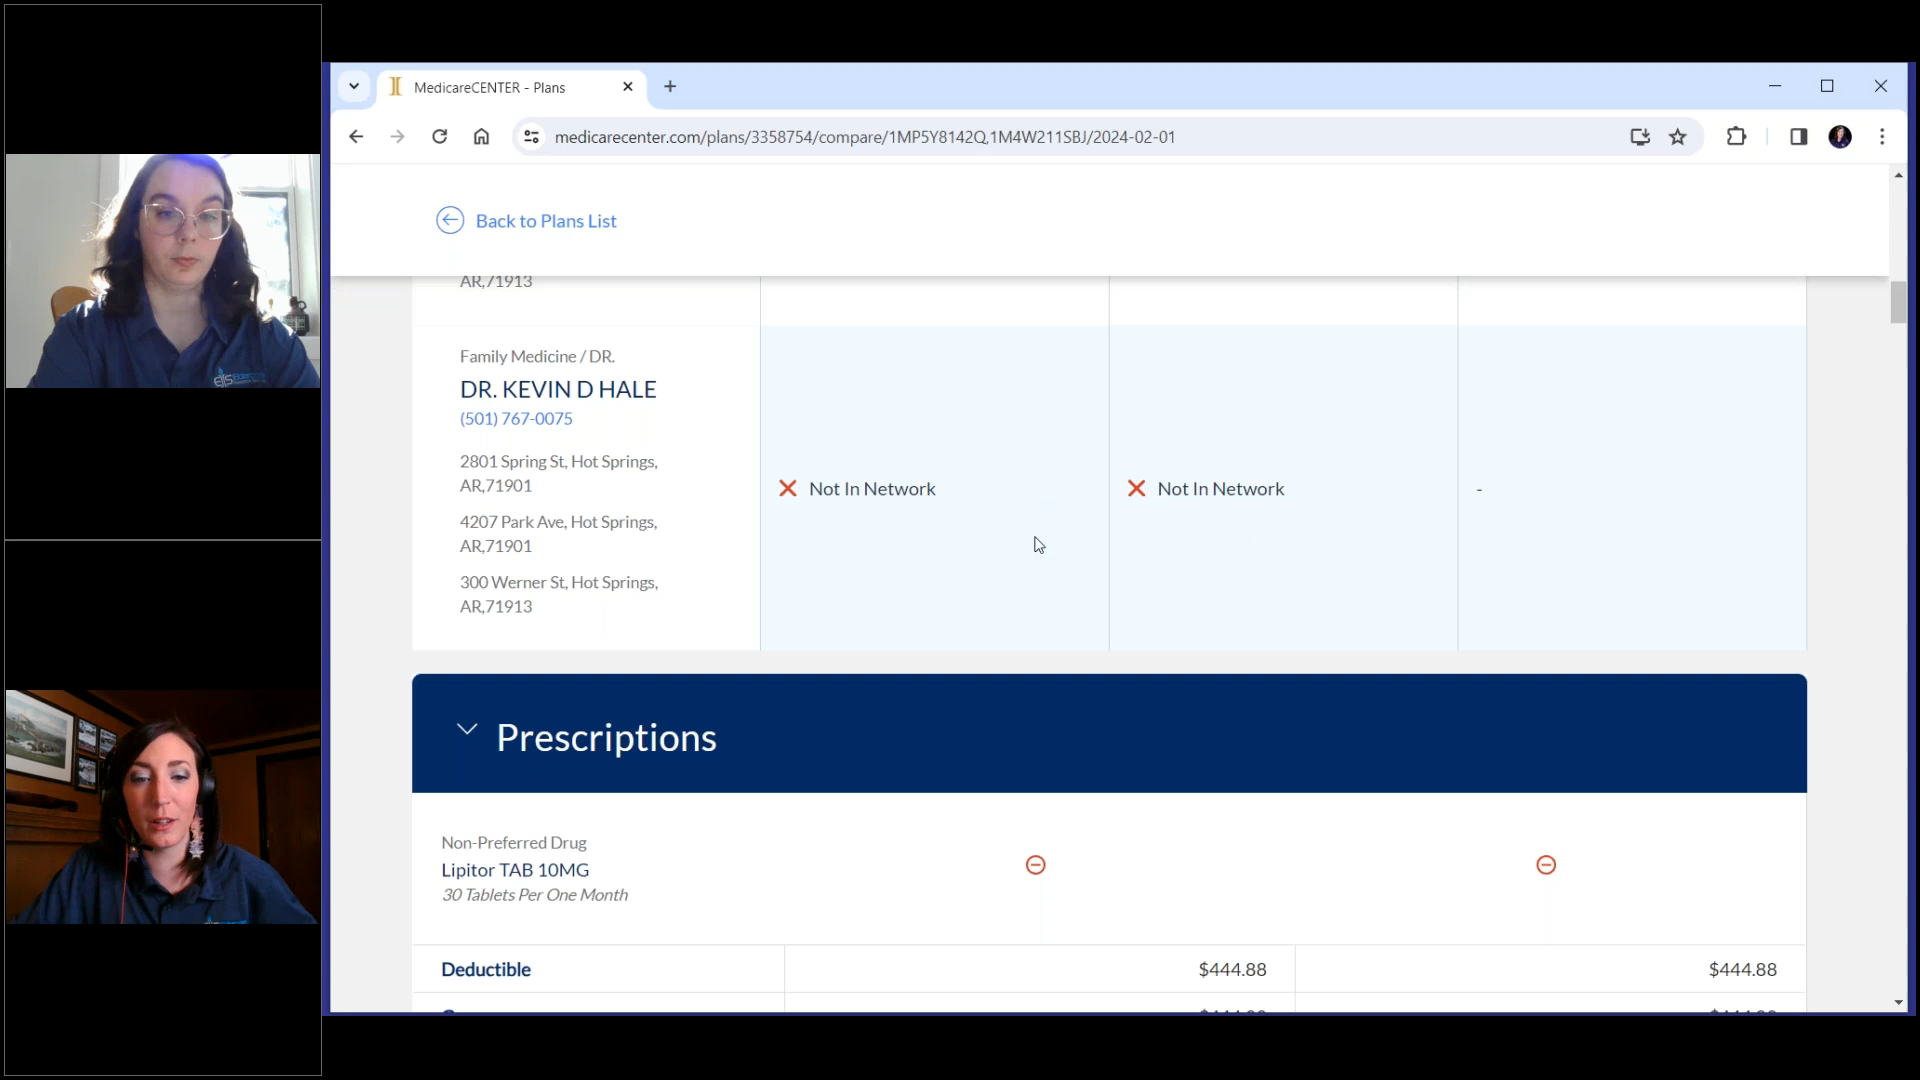 MedicareCENTER - Plans
medicarecenter.com/plans/3358754/compare/1MP5Y8142Q,1M4W211SBJ/2024-02-01
Back to Plans List
AR,71913
Family Medicine / DR.
DR. KEVIN D HALE
(501) 767-0075
2801 Spring St, Hot Springs,
AR,71901
4207 Park Ave, Hot Springs,
AR,71901
300 Werner St, Hot Springs,
AR,71913
Not In Network
Not In Network
-
Prescriptions
Non-Preferred Drug
Lipitor TAB 10MG
30 Tablets Per One Month
Deductible
$444.88
$444.88